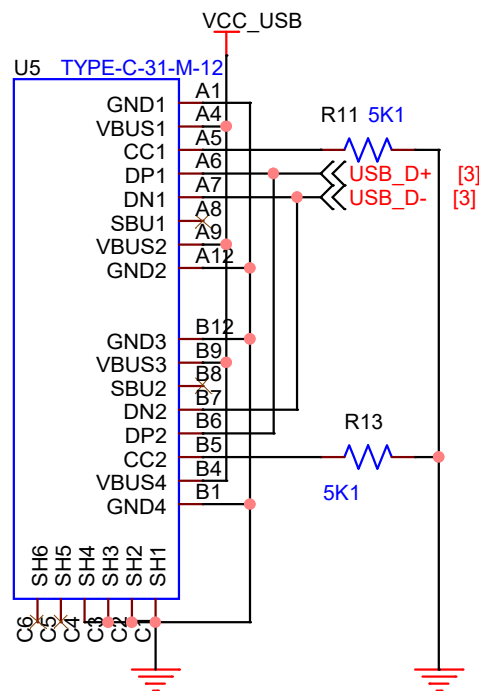 VCC_USB
U5 TYPE-C-31-M-12
GND1 A1
VBUS1 A4
CC1 A5 R11 5K1
DP1 A6 USB_D+ [3]
DN1 A7 USB_D- [3]
SBU1 A8
VBUS2 A9
GND2 A12
GND3 B12
VBUS3 B9
SBU2 B8
DN2 B7
DP2 B6 R13
CC2 B5
VBUS4 B4 5K1
GND4 B1
SH6 SH5 SH4 SH3 SH2 SH1
C6 C5 C4 C3 C2 C1